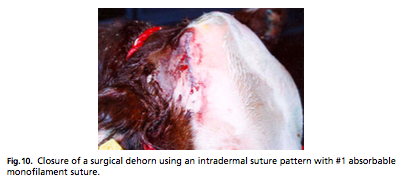 Fig. 10. Closure of a surgical dehorn using an intradermal suture pattern with #1 absorbable
monofilament suture.